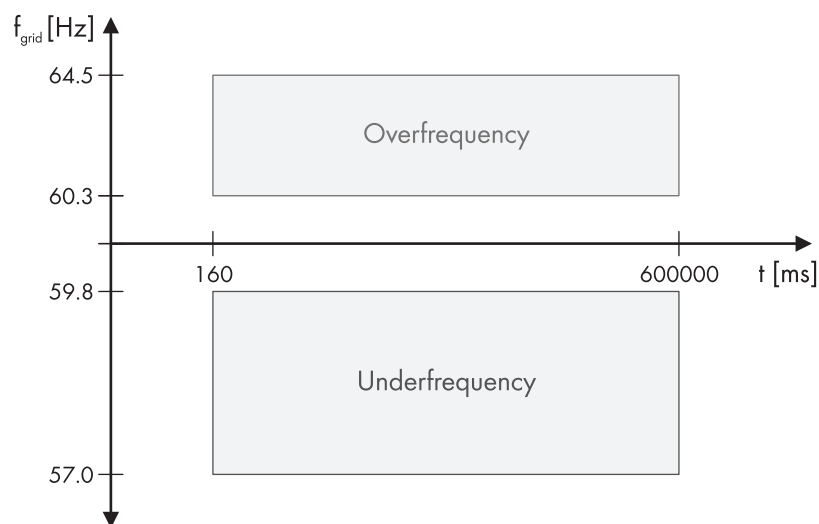 f_grid [Hz]
64.5
Overfrequency
60.3
160
600000
t [ms]
59.8
Underfrequency
57.0